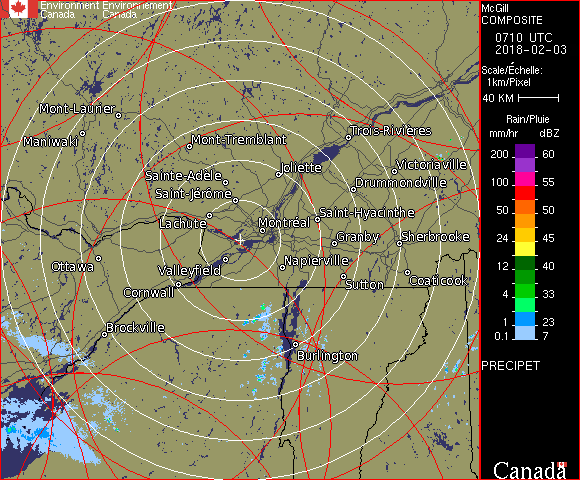 Environment Environnement
Canada Canada
McGill
COMPOSITE
0710 UTC
2018-02-03
Scale/Échelle:
1km/Pixel
40 KM
Rain/Pluie
mm/hr dBZ
200 60
150 55
100 55
50 50
24 45
12 40
4 33
1 23
0.1 7
PRECIPET
Canada
Mont-Laurier
Maniwaki
Mont-Tremblant
Trois-Rivières
Sainte-Adèle
Joliette
Victoriaville
Saint-Jérôme
Drummondville
Lachute
Montréal
Saint-Hyacinthe
Granby
Sherbrooke
Ottawa
Valleyfield
Napierville
Cornwall
Sutton
Coaticook
Brockville
Burlington